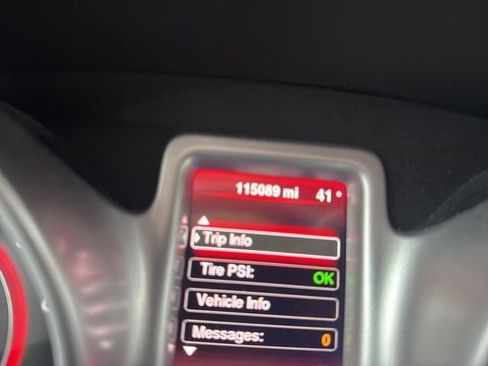 115089 mi 41°
Trip Info
Tire PSI: OK
Vehicle Info
Messages: 0